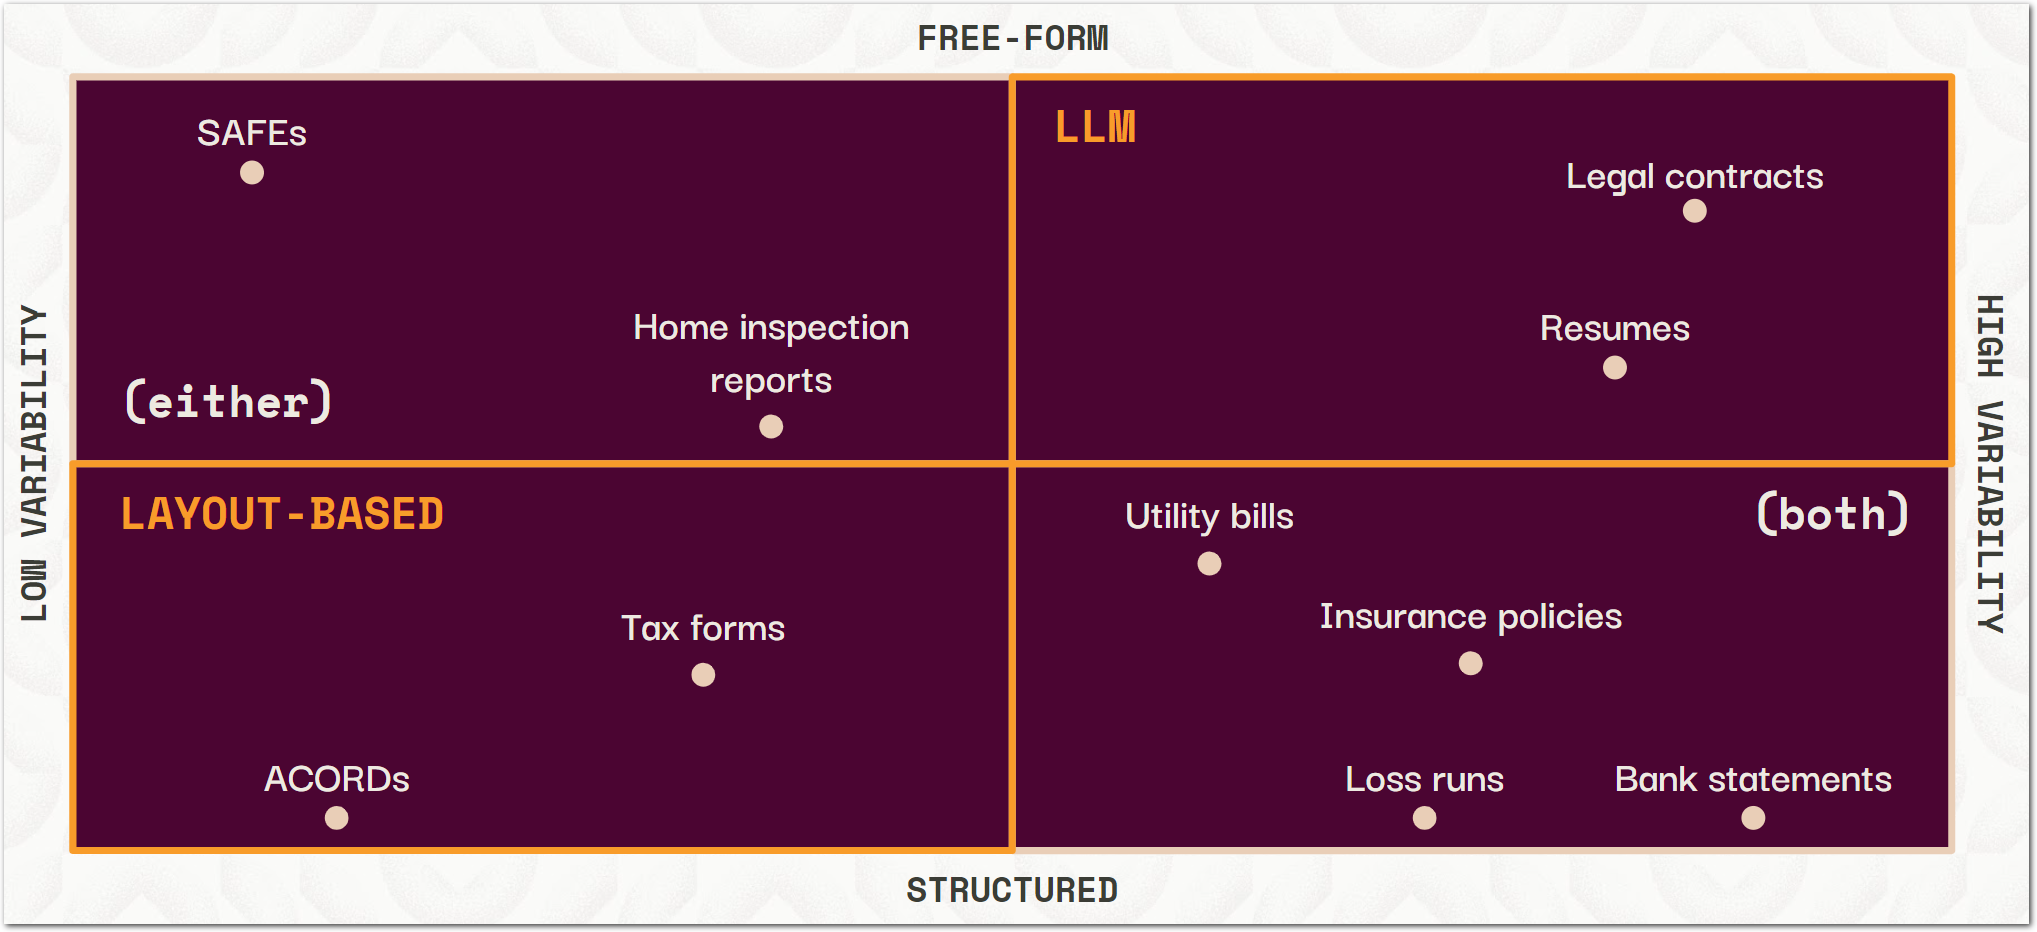 FREE-FORM
SAFEs
LLM
Legal contracts
Home inspection
reports
Resumes
(either)
LOW VARIABILITY
HIGH VARIABILITY
LAYOUT-BASED
Utility bills
(both)
Tax forms
Insurance policies
ACORDs
Loss runs
Bank statements
STRUCTURED